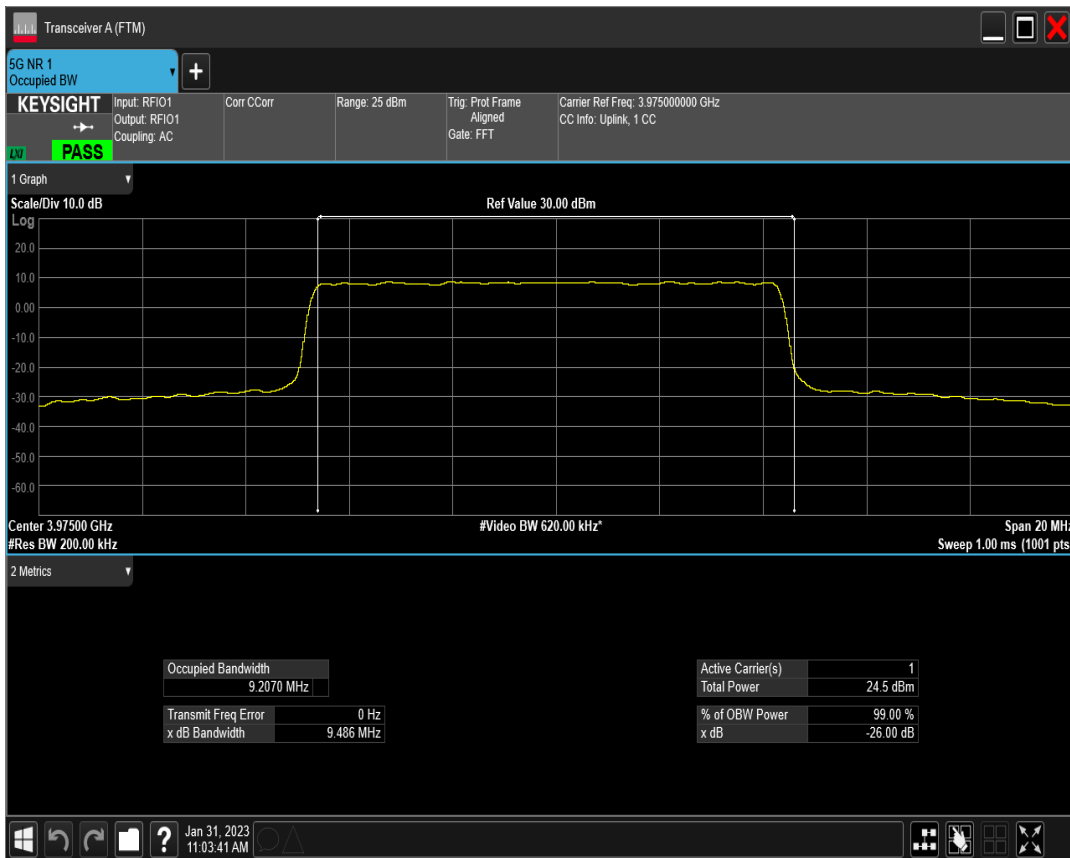 Transceiver A (FTM)
5G NR 1
Occupied BW
+
KEYSIGHT
LXI
PASS
Input: RFIO1
Output: RFIO1
Coupling: AC
Corr CCorr
Range: 25 dBm
Trig: Prot Frame
Aligned
Gate: FFT
Carrier Ref Freq: 3.975000000 GHz
CC Info: Uplink, 1 CC
1 Graph
Scale/Div 10.0 dB
Ref Value 30.00 dBm
Log
20.0
10.0
0.00
-10.0
-20.0
-30.0
-40.0
-50.0
-60.0
Center 3.97500 GHz
#Video BW 620.00 kHz*
Span 20 MHz
#Res BW 200.00 kHz
Sweep 1.00 ms (1001 pts
2 Metrics
Occupied Bandwidth
9.2070 MHz
Transmit Freq Error 0 Hz
x dB Bandwidth 9.486 MHz
Active Carrier(s) 1
Total Power 24.5 dBm
% of OBW Power 99.00 %
x dB -26.00 dB
?
Jan 31, 2023
11:03:41 AM